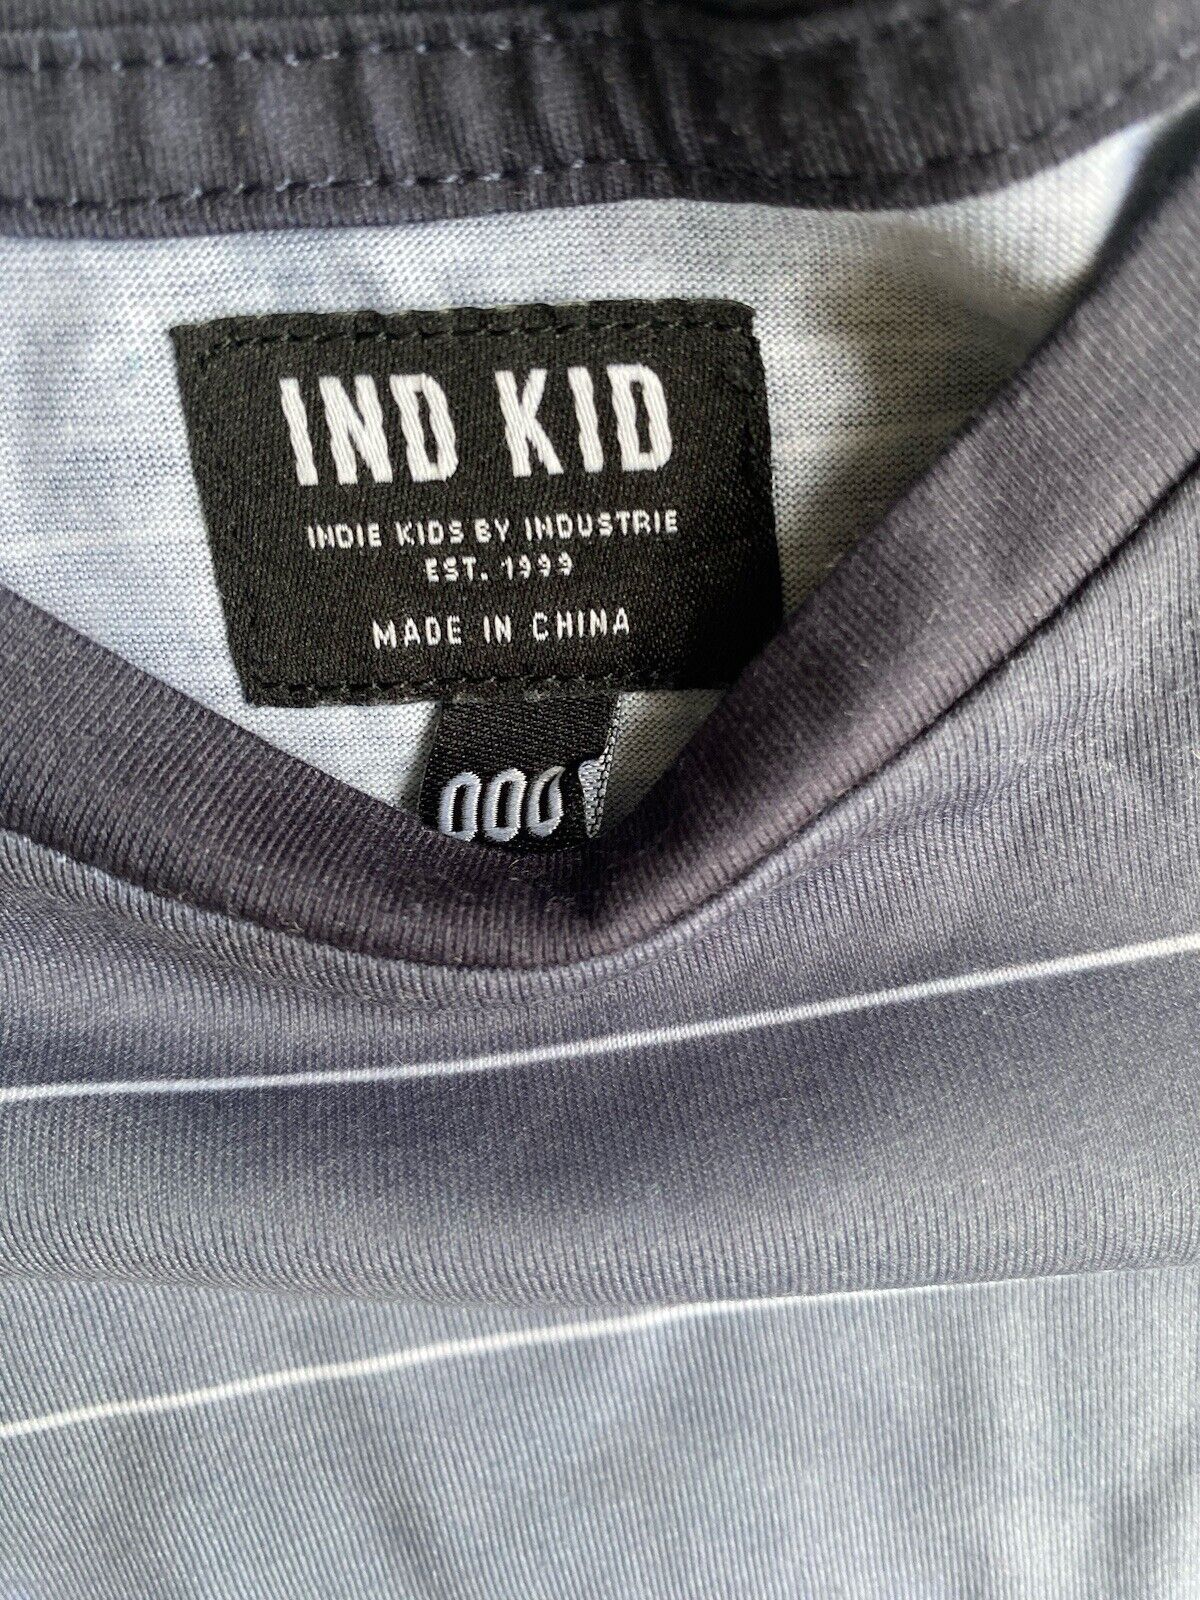 IND KID
INDIE KIDS BY INDUSTRIE
EST. 1999
MADE IN CHINA
000